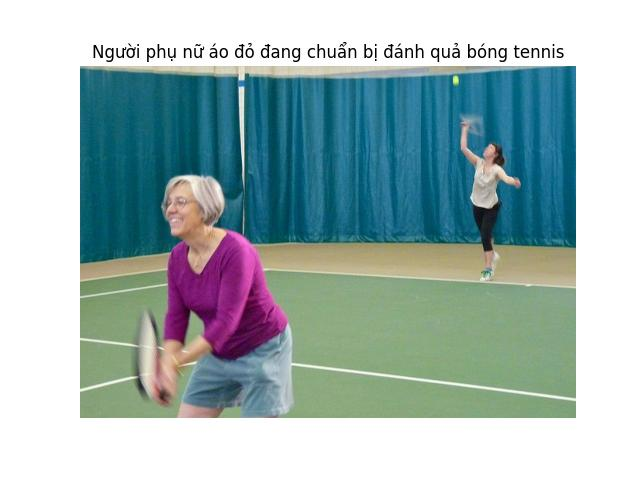 Người phụ nữ áo đỏ đang chuẩn bị đánh quả bóng tennis